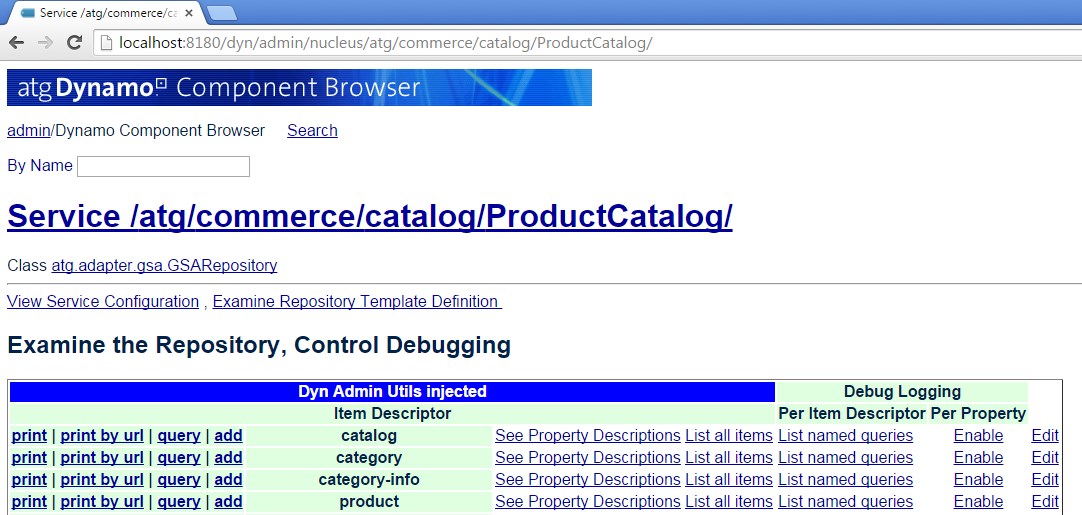 Service /atg/commerce/ca
localhost:8180/dyn/admin/nucleus/atg/commerce/catalog/ProductCatalog/
atg Dynamo Component Browser
admin/Dynamo Component Browser Search
By Name
Service /atg/commerce/catalog/ProductCatalog/
Class atg.adapter.gsa.GSARepository
View Service Configuration , Examine Repository Template Definition
Examine the Repository, Control Debugging
Dyn Admin Utils injected Debug Logging
Item Descriptor Per Item Descriptor Per Property
print | print by url | query | add catalog See Property Descriptions List all items List named queries Enable Edit
print | print by url | query | add category See Property Descriptions List all items List named queries Enable Edit
print | print by url | query | add category-info See Property Descriptions List all items List named queries Enable Edit
print | print by url | query | add product See Property Descriptions List all items List named queries Enable Edit